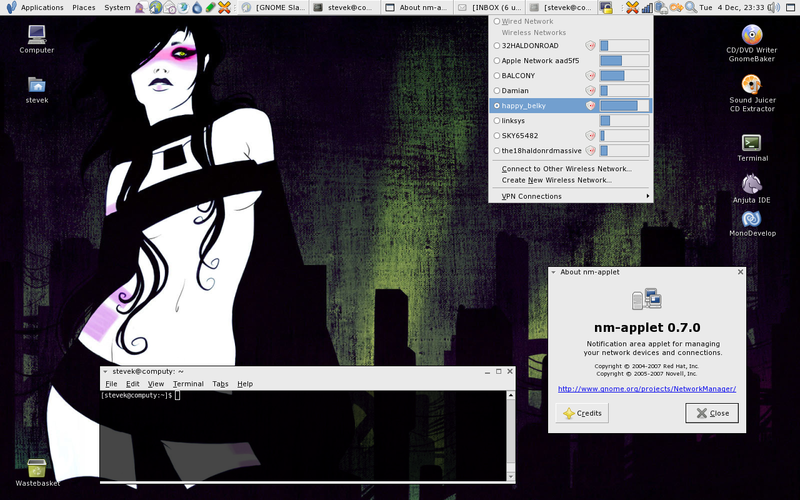 Applications Places System
[GNOME Sla
stevek@co...
About nm-a...
[INBOX (6 u...
[stevek@co...
Tue 4 Dec, 23:33
Computer
stevek
Wired Network
Wireless Networks
32HALDONROAD
Apple Network aad5f5
BALCONY
Damian
happy_belky
linksys
SKY65482
the18haldonrdmassive
Connect to Other Wireless Network...
Create New Wireless Network...
VPN Connections
CD/DVD Writer
GnomeBaker
Sound Juicer
CD Extractor
Terminal
Anjuta IDE
MonoDevelop
About nm-applet
nm-applet 0.7.0
Notification area applet for managing
your network devices and connections.
Copyright © 2004-2007 Red Hat, Inc.
Copyright © 2005-2007 Novell, Inc.
http://www.gnome.org/projects/NetworkManager/
Credits
Close
stevek@computy: ~
File Edit View Terminal Tabs Help
[stevek@computy:~]$
Wastebasket